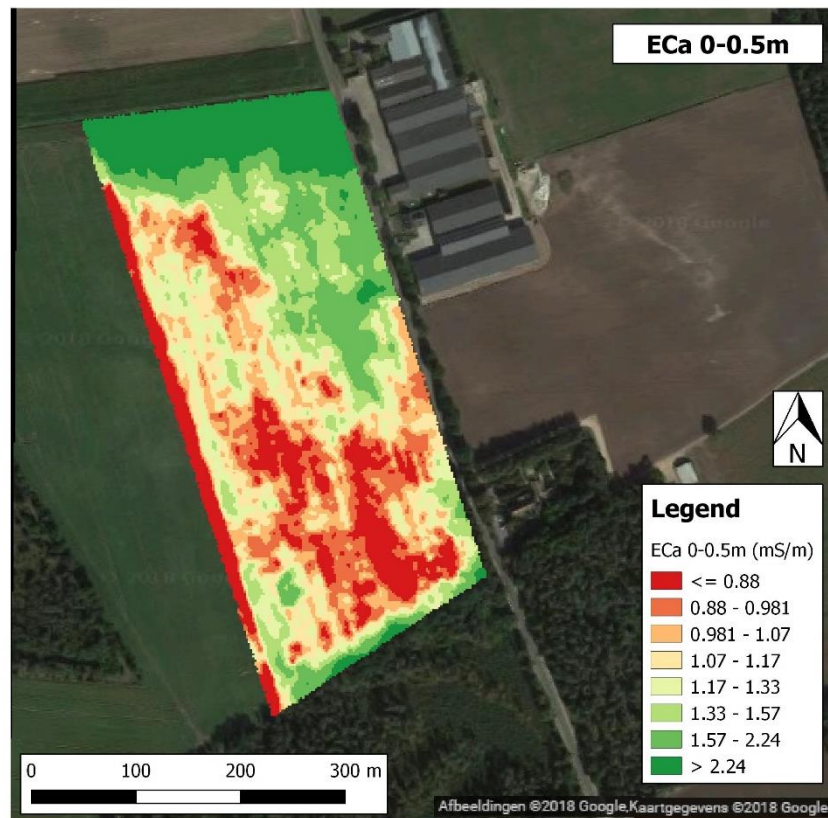 ECa 0-0.5m
N
Legend
ECa 0-0.5m (mS/m)
<= 0.88
0.88 - 0.981
0.981 - 1.07
1.07 - 1.17
1.17 - 1.33
1.33 - 1.57
1.57 - 2.24
> 2.24
0 100 200 300 m
Afbeeldingen ©2018 Google,Kaartgegevens ©2018 Google